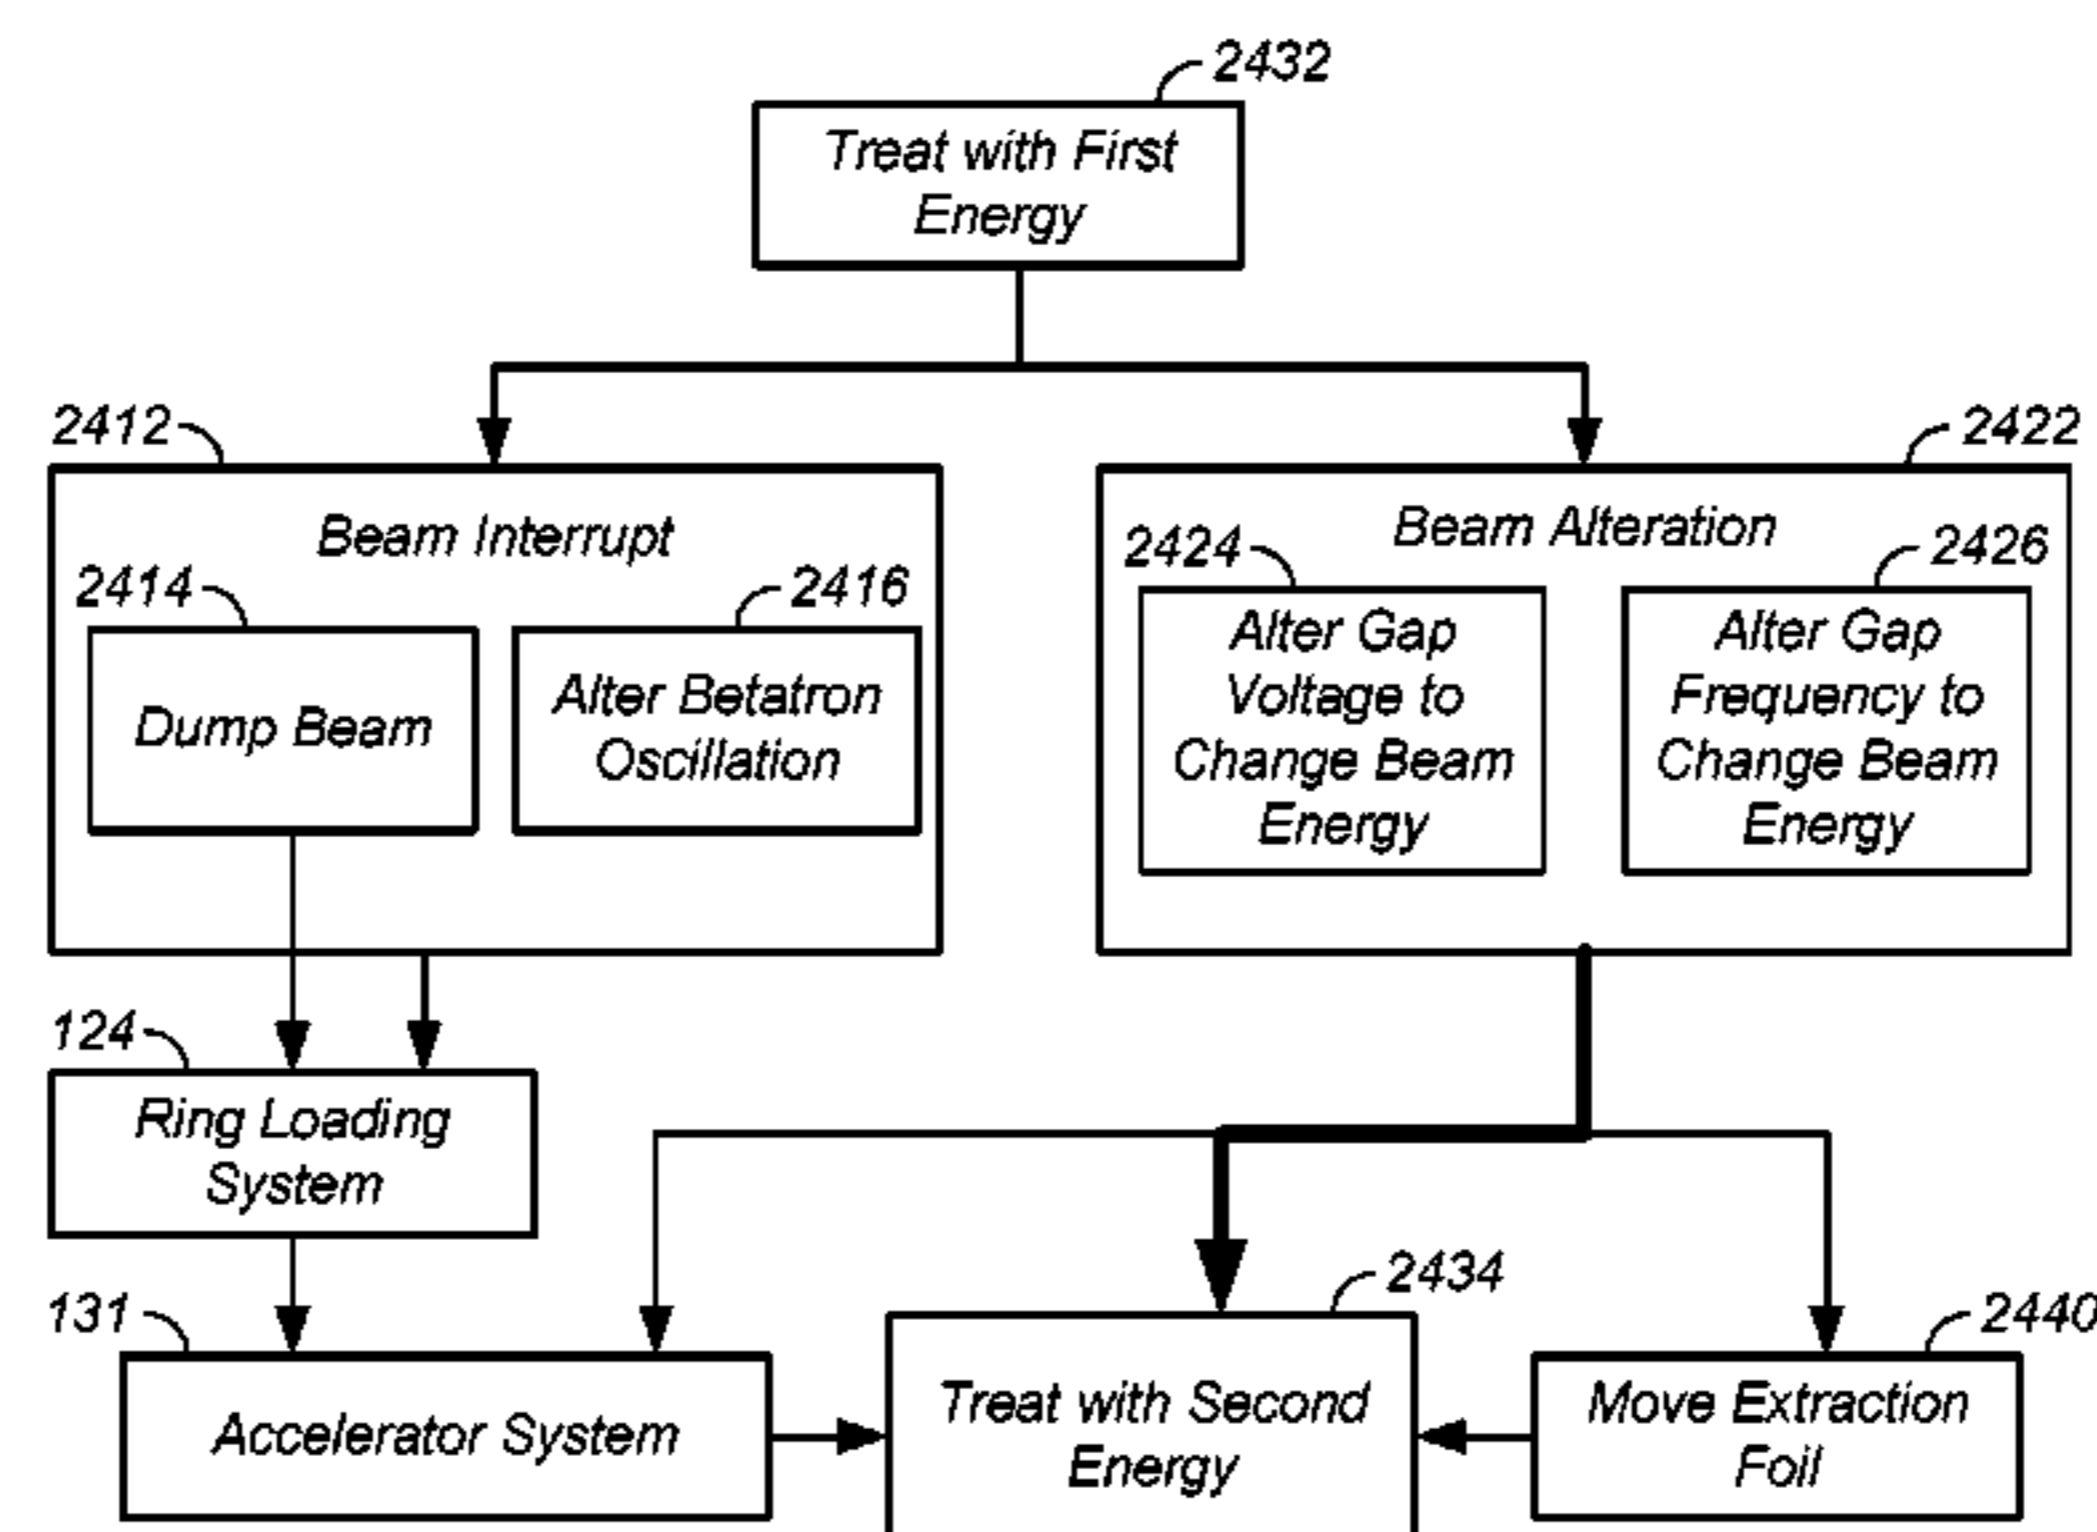 2432
Treat with First
Energy
2412
2422
Beam Interrupt
Beam Alteration
2414
2416
2424
2426
Dump Beam
Alter Betatron
Oscillation
Alter Gap
Voltage to
Change Beam
Energy
Alter Gap
Frequency to
Change Beam
Energy
124
Ring Loading
System
131
Accelerator System
2434
Treat with Second
Energy
2440
Move Extraction
Foil